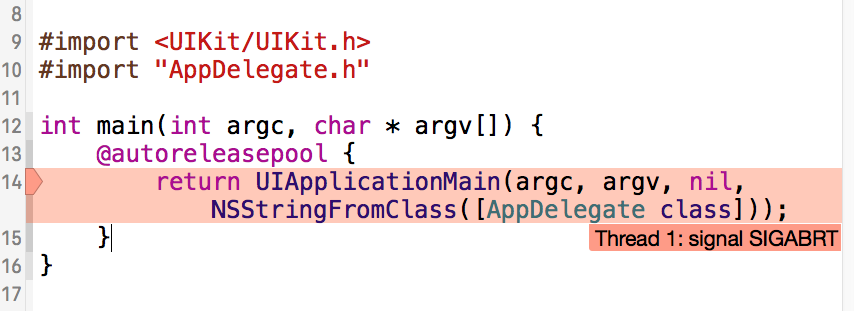 8
9 #import <UIKit/UIKit.h>
10 #import "AppDelegate.h"
11
12 int main(int argc, char * argv[]) {
13     @autoreleasepool {
14         return UIApplicationMain(argc, argv, nil,
            NSStringFromClass([AppDelegate class]));
15     }
Thread 1: signal SIGABRT
16 }
17